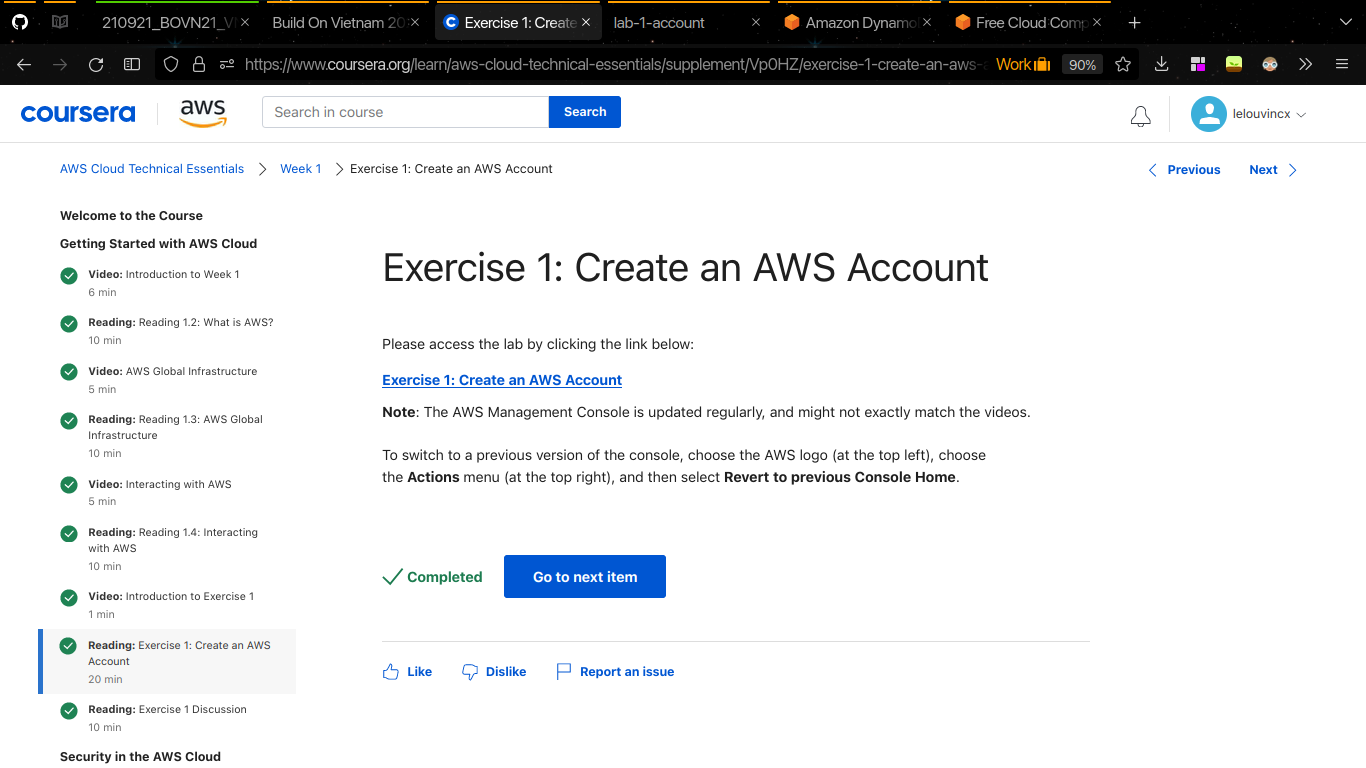 210921_BOVN21_V
Build On Vietnam 20
Exercise 1: Create
lab-1-account
Amazon Dynamo
Free Cloud Comp
https://www.coursera.org/learn/aws-cloud-technical-essentials/supplement/Vp0HZ/exercise-1-create-an-aws-a
Work
90%
coursera
aws
Search in course
Search
lelouvincx
AWS Cloud Technical Essentials
Week 1
Exercise 1: Create an AWS Account
Previous
Next
Welcome to the Course
Getting Started with AWS Cloud
Video: Introduction to Week 1
6 min
Reading: Reading 1.2: What is AWS?
10 min
Video: AWS Global Infrastructure
5 min
Reading: Reading 1.3: AWS Global
Infrastructure
10 min
Video: Interacting with AWS
5 min
Reading: Reading 1.4: Interacting
with AWS
10 min
Video: Introduction to Exercise 1
1 min
Reading: Exercise 1: Create an AWS
Account
20 min
Reading: Exercise 1 Discussion
10 min
Security in the AWS Cloud
Exercise 1: Create an AWS Account
Please access the lab by clicking the link below:
Exercise 1: Create an AWS Account
Note: The AWS Management Console is updated regularly, and might not exactly match the videos.
To switch to a previous version of the console, choose the AWS logo (at the top left), choose
the Actions menu (at the top right), and then select Revert to previous Console Home.
Completed
Go to next item
Like
Dislike
Report an issue